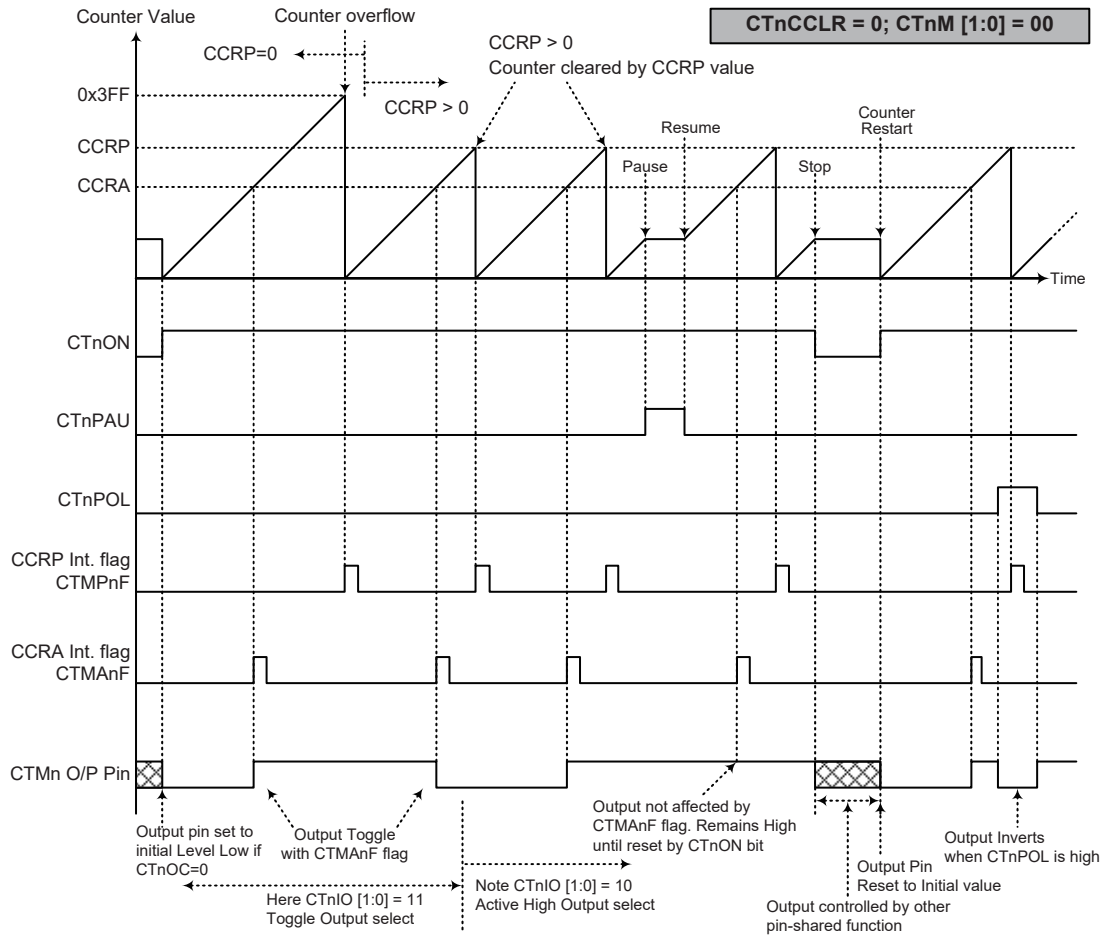 Counter Value
Counter overflow
CTnCCLR = 0; CTnM [1:0] = 00
CCRP=0
CCRP > 0
Counter cleared by CCRP value
0x3FF
CCRP > 0
Resume
Counter
Restart
CCRP
Pause
Stop
CCRA
Time
CTnON
CTnPAU
CTnPOL
CCRP Int. flag
CTMPnF
CCRA Int. flag
CTMAnF
CTMn O/P Pin
Output pin set to
initial Level Low if
CTnOC=0
Output Toggle
with CTMAnF flag
Output not affected by
CTMAnF flag. Remains High
until reset by CTnON bit
Output Inverts
when CTnPOL is high
Output Pin
Reset to Initial value
Here CTnIO [1:0] = 11
Toggle Output select
Note CTnIO [1:0] = 10
Active High Output select
Output controlled by other
pin-shared function